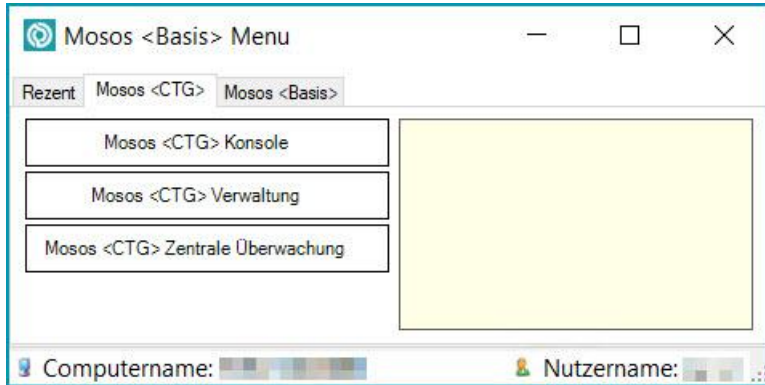 Mosos <Basis> Menu
Rezent Mosos <CTG> Mosos <Basis>
Mosos <CTG> Konsole
Mosos <CTG> Verwaltung
Mosos <CTG> Zentrale Überwachung
Computername: Nutzername: